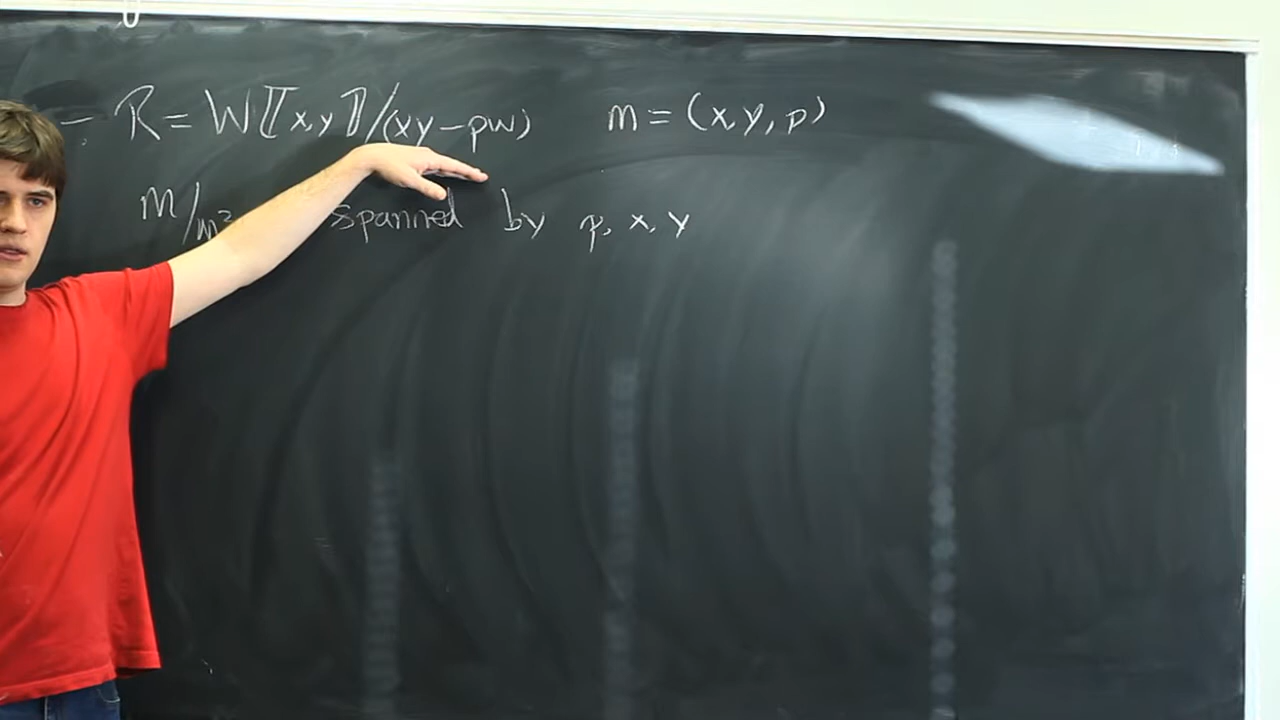 - R = W⟦x,y⟧/(xy-pw) m = (x,y,p)
m/m² spanned by p, x, y